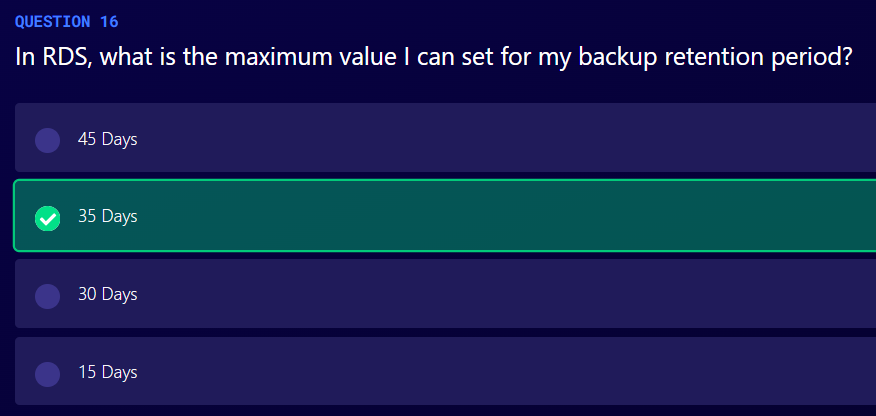 QUESTION 16
In RDS, what is the maximum value I can set for my backup retention period?
45 Days
35 Days
30 Days
15 Days